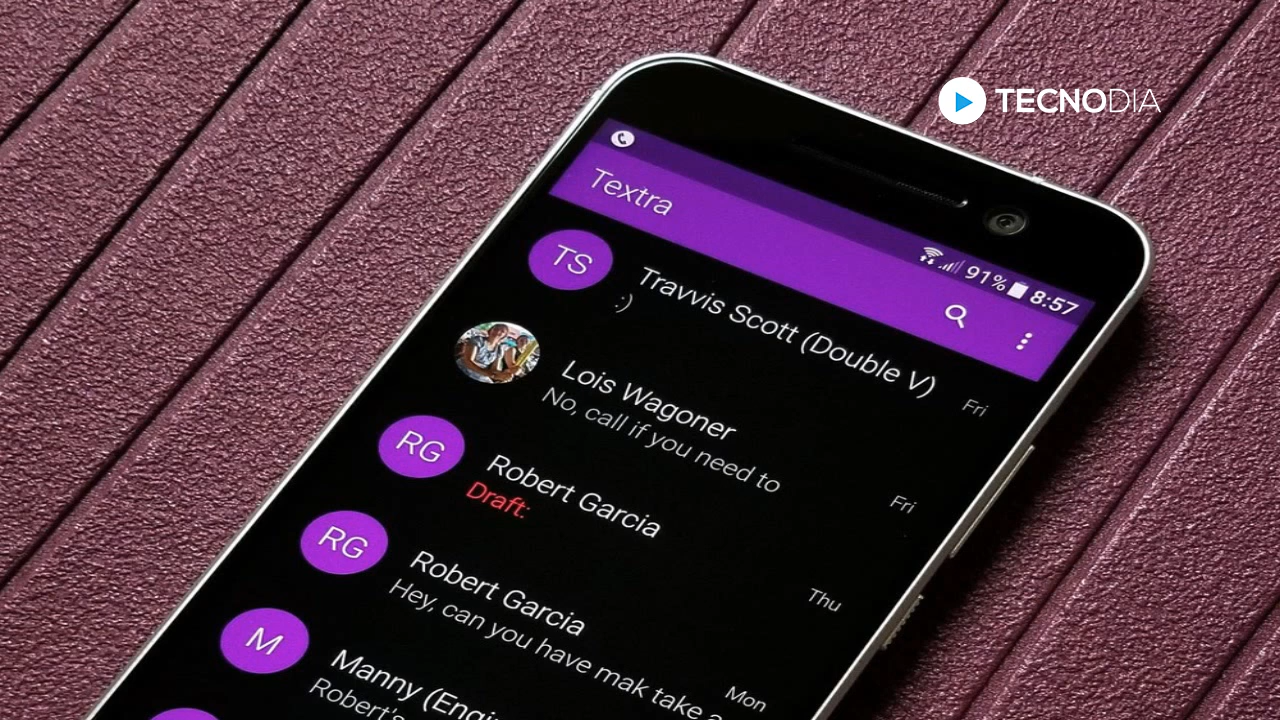 TECNODIA
91% 8:57
Textra
TS
Travvis Scott (Double V)
:)
Fri
Lois Wagoner
No, call if you need to
Fri
RG
Robert Garcia
Draft:
Thu
RG
Robert Garcia
Hey, can you have mak take a
Mon
M
Manny (Engi
Robert's